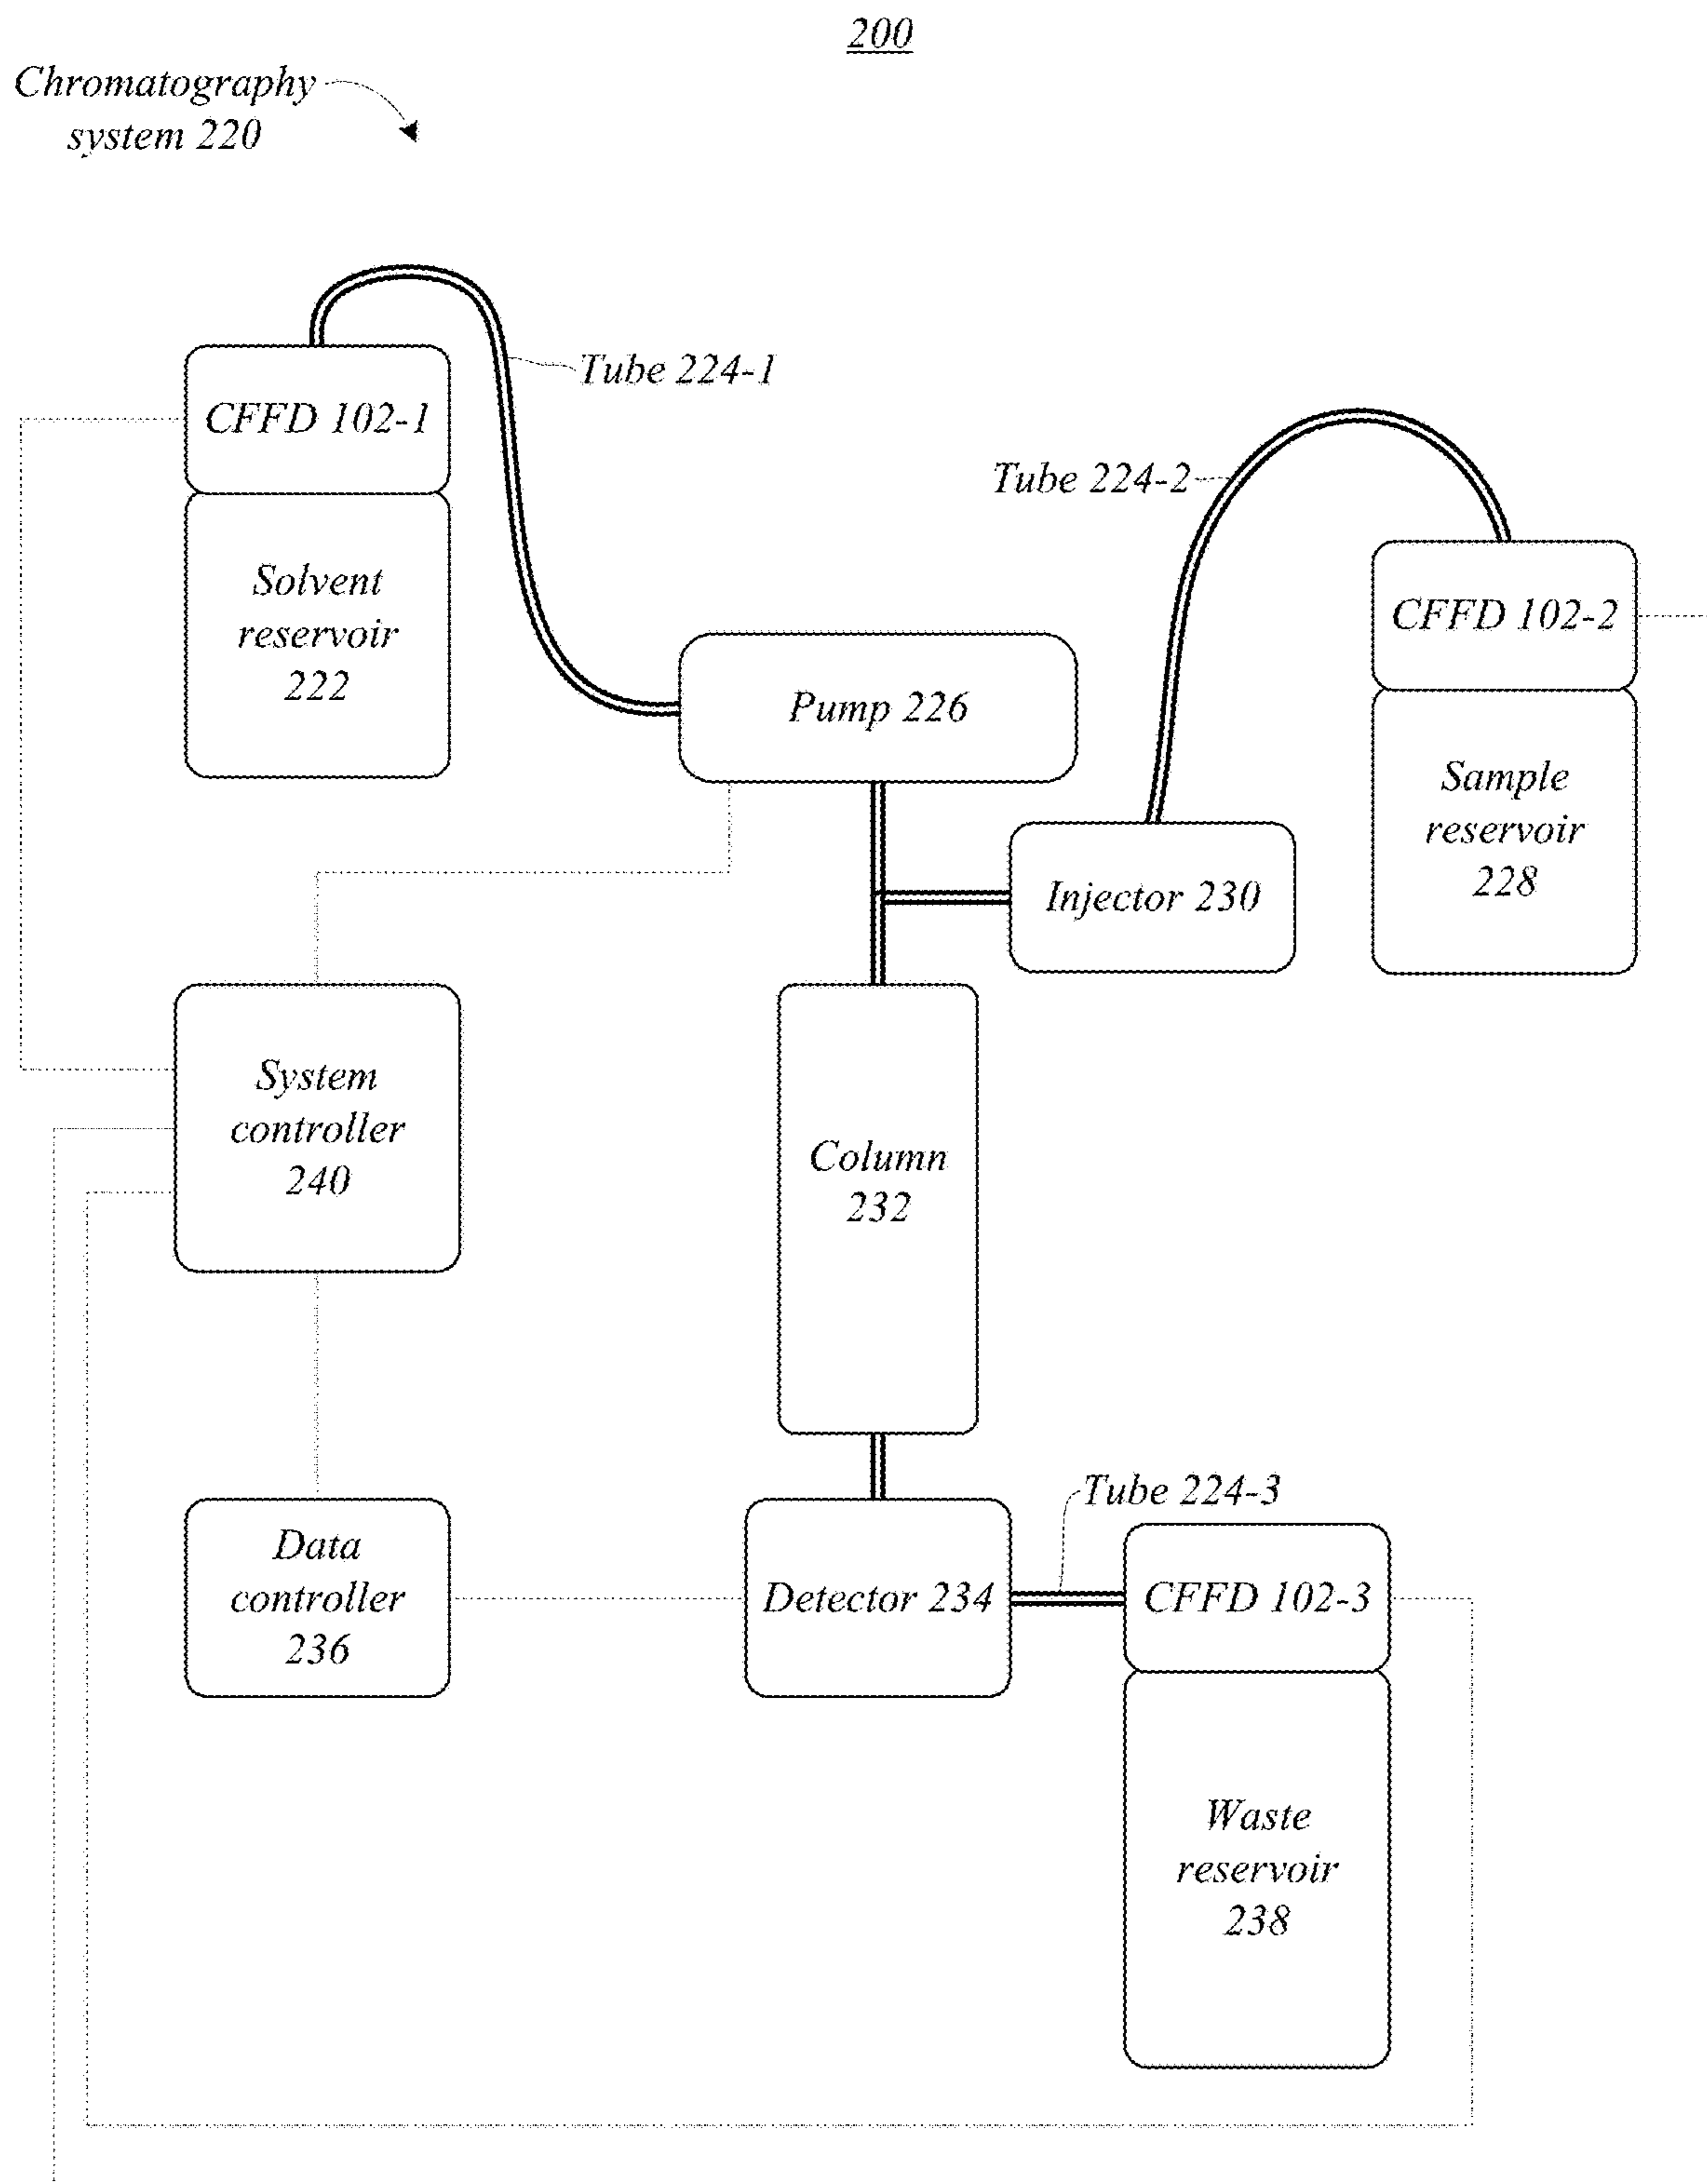 200
Chromatography
system 220
Tube 224-1
CFFD 102-1
Tube 224-2
Solvent
reservoir
222
CFFD 102-2
Pump 226
Sample
reservoir
228
Injector 230
System
controller
240
Column
232
Tube 224-3
Data
controller
236
Detector 234
CFFD 102-3
Waste
reservoir
238